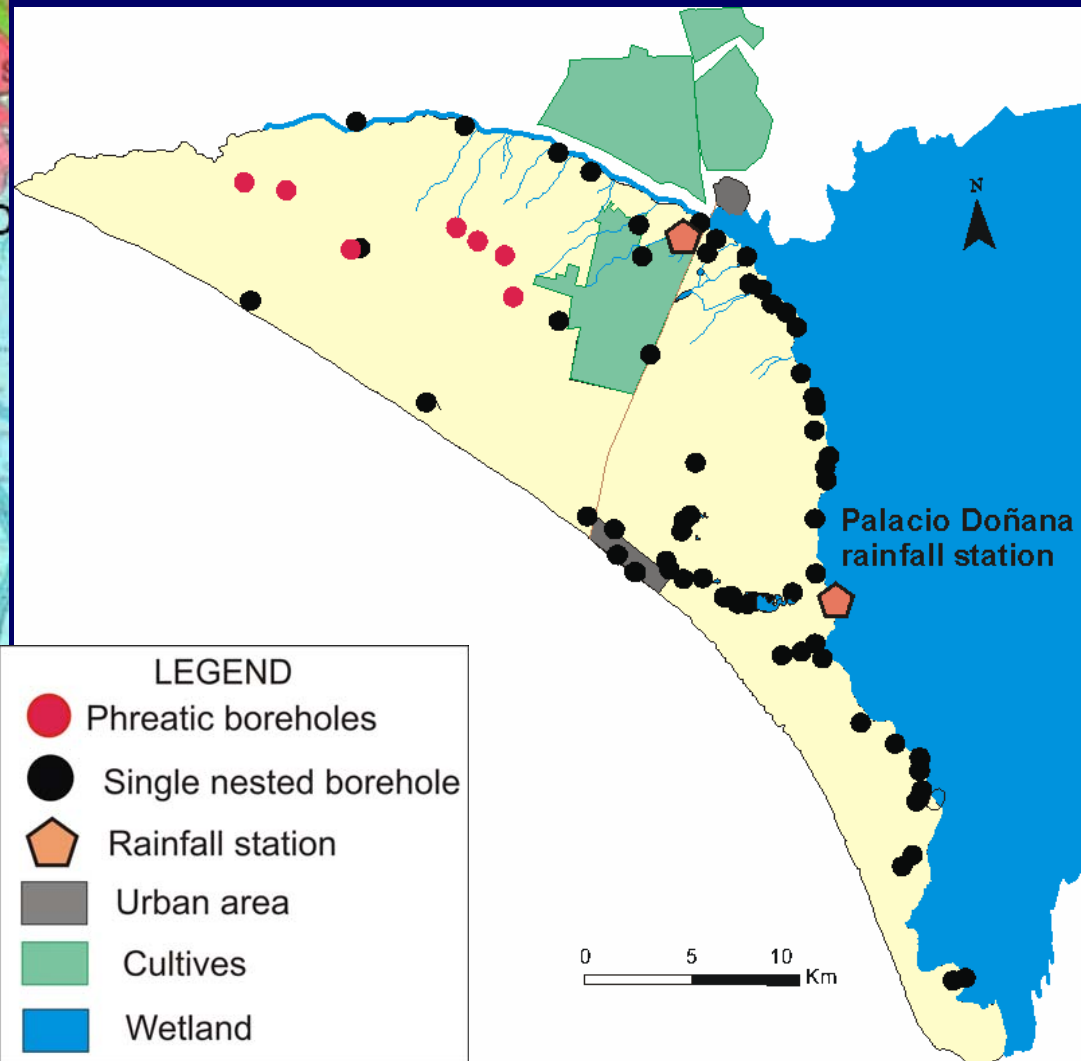 N
Palacio Doñana
rainfall station
LEGEND
Phreatic boreholes
Single nested borehole
Rainfall station
Urban area
Cultives
Wetland
0 5 10
Km